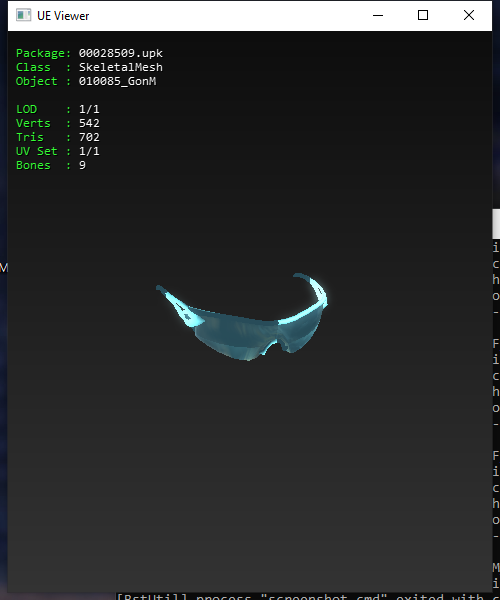 UE Viewer
Package: 00028509.upk
Class : SkeletalMesh
Object : 010085_GonM
LOD : 1/1
Verts : 542
Tris : 702
UV Set : 1/1
Bones : 9
M
i
c
h
o
-
F
i
c
h
o
-
F
i
c
h
o
-
M
i
[BstUtil] process "screenshot.cmd" exited with c